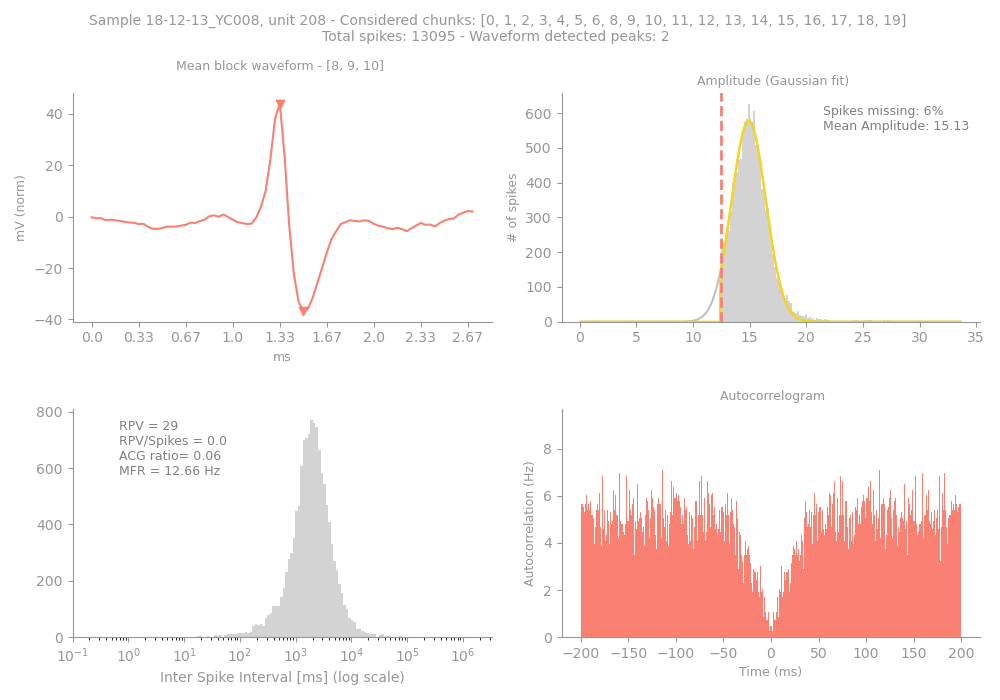 Sample 18-12-13_YC008, unit 208 - Considered chunks: [0, 1, 2, 3, 4, 5, 6, 8, 9, 10, 11, 12, 13, 14, 15, 16, 17, 18, 19]
Total spikes: 13095 - Waveform detected peaks: 2
Mean block waveform - [8, 9, 10]
mV (norm)
40
20
0
−20
−40
0.0 0.33 0.67 1.0 1.33 1.67 2.0 2.33 2.67
ms
Amplitude (Gaussian fit)
Spikes missing: 6%
Mean Amplitude: 15.13
# of spikes
600
500
400
300
200
100
0
0 5 10 15 20 25 30 35
800
600
400
200
0
RPV = 29
RPV/Spikes = 0.0
ACG ratio= 0.06
MFR = 12.66 Hz
10⁻¹ 10⁰ 10¹ 10² 10³ 10⁴ 10⁵ 10⁶
Inter Spike Interval [ms] (log scale)
Autocorrelogram
Autocorrelation (Hz)
8
6
4
2
0
−200 −150 −100 −50 0 50 100 150 200
Time (ms)